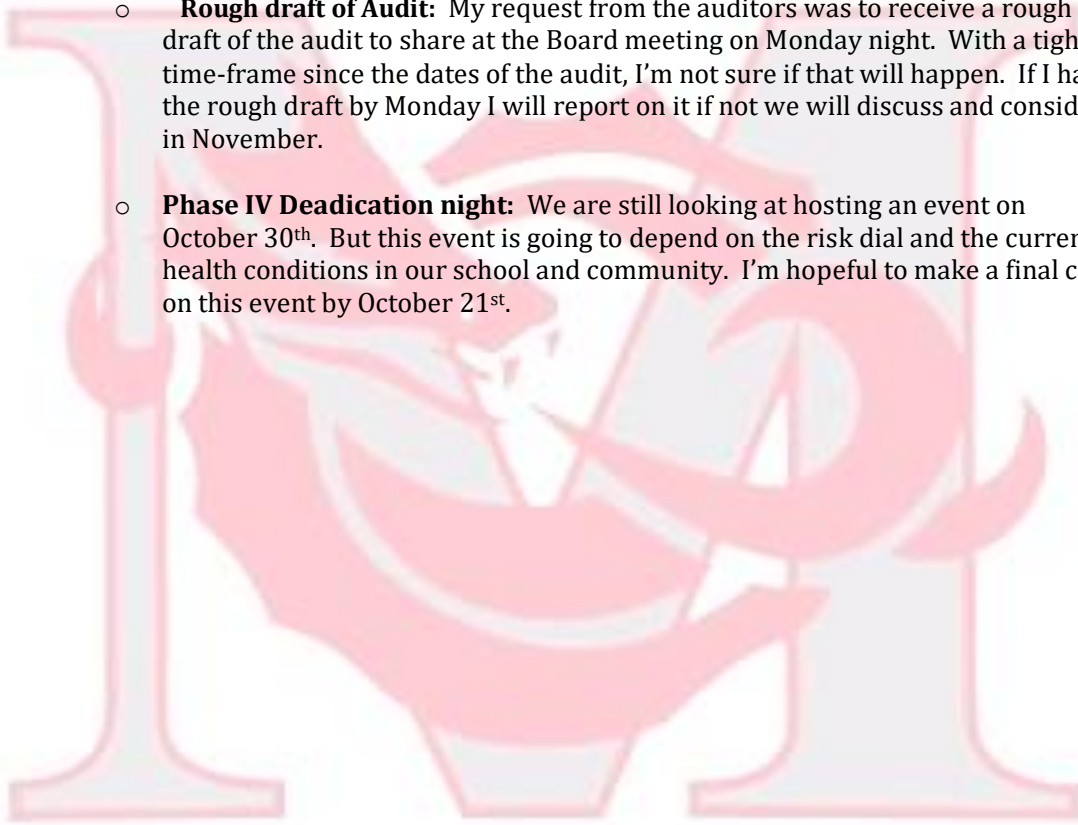 o Rough draft of Audit: My request from the auditors was to receive a rough
draft of the audit to share at the Board meeting on Monday night. With a tigh
time-frame since the dates of the audit, I'm not sure if that will happen. If I ha
the rough draft by Monday I will report on it if not we will discuss and consid
in November.
o Phase IV Deadication night: We are still looking at hosting an event on
October 30th. But this event is going to depend on the risk dial and the curren
health conditions in our school and community. I'm hopeful to make a final c
on this event by October 21st.